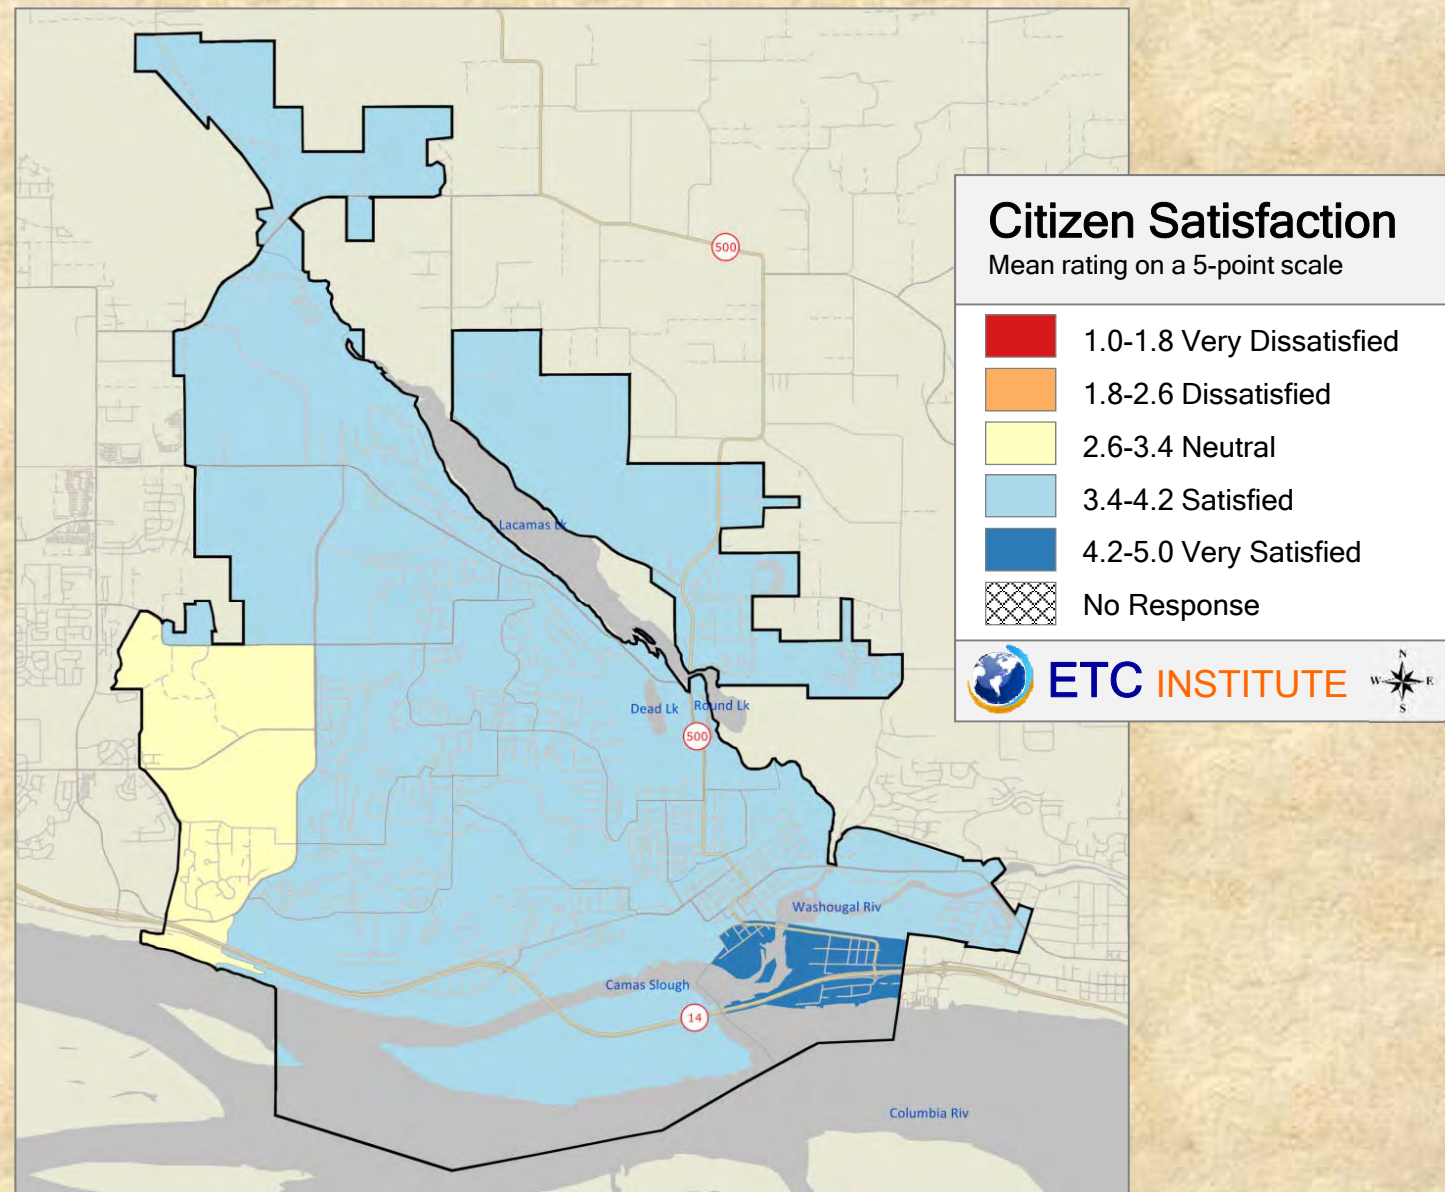 500
Lacamas Lk
Dead Lk
Round Lk
500
Washougal Riv
Camas Slough
14
Columbia Riv
Citizen Satisfaction
Mean rating on a 5-point scale
1.0-1.8 Very Dissatisfied
1.8-2.6 Dissatisfied
2.6-3.4 Neutral
3.4-4.2 Satisfied
4.2-5.0 Very Satisfied
No Response
ETC INSTITUTE
N
W E
S